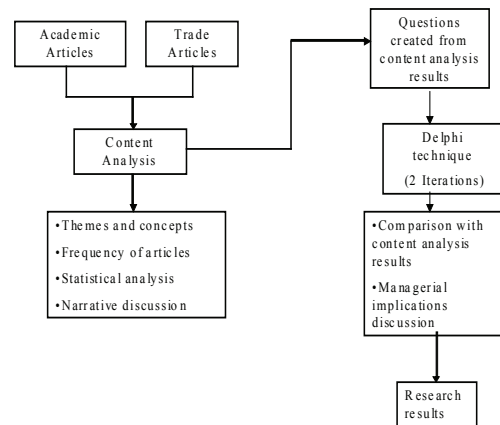 Academic
Articles
Trade
Articles
Content
Analysis
•Themes and concepts
•Frequency of articles
•Statistical analysis
•Narrative discussion
Questions
created from
content analysis
results
Delphi
technique
(2 Iterations)
•Comparison with
content analysis
results
•Managerial
implications
discussion
Research
results